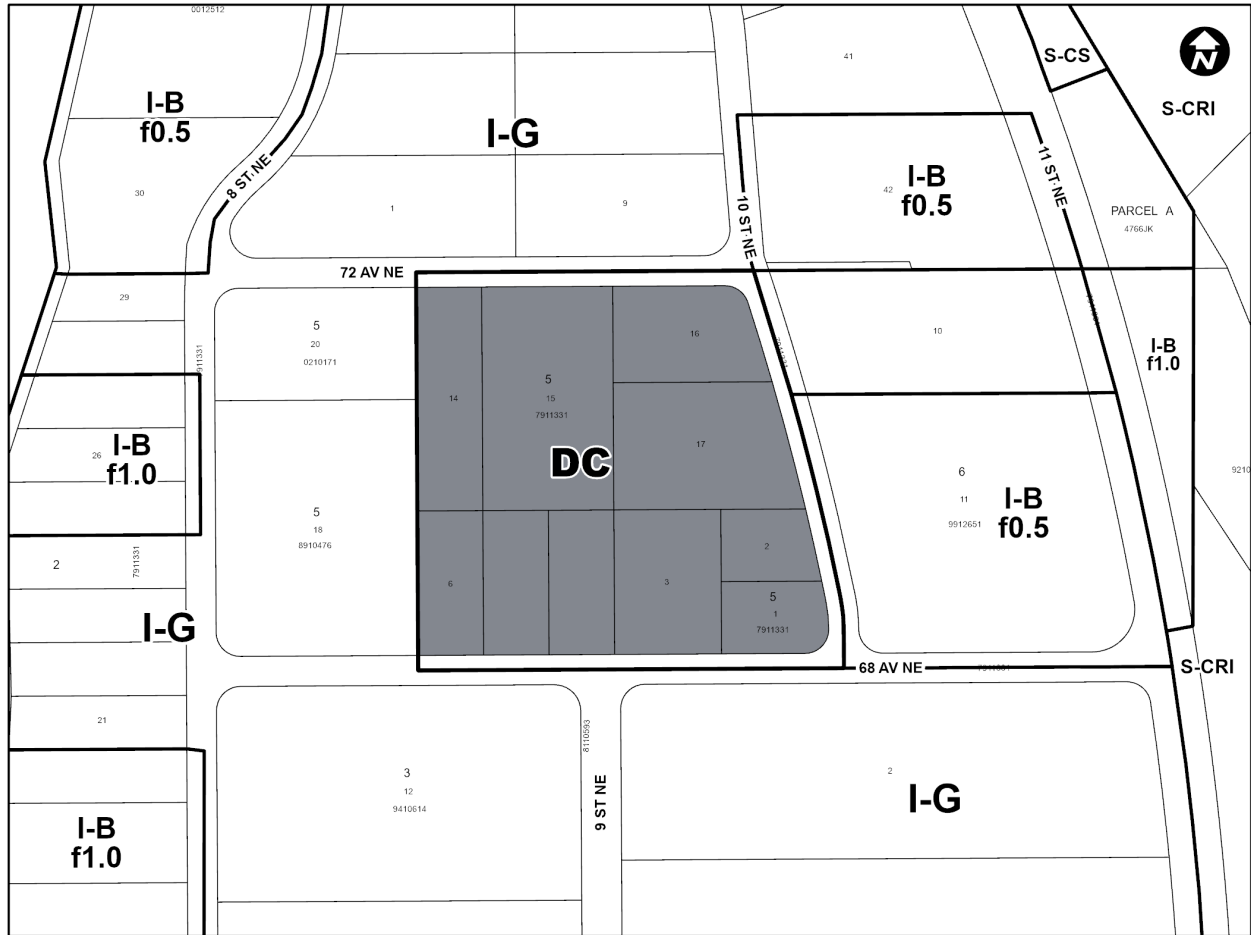 0012512
S-CS
N
41
S-CRI
I-B
f0.5
I-G
8 ST NE
30
1
9
10 ST NE
42
I-B
f0.5
11 ST NE
PARCEL A
4766JK
72 AV NE
29
5
20
0210171
16
10
I-B
f1.0
5
15
7911331
14
17
DC
26
I-B
f1.0
6
11
9912651
I-B
f0.5
9210
5
18
8910476
2
7911331
6
3
2
5
1
7911331
I-G
68 AV NE
S-CRI
21
8110593
3
12
9410614
9 ST NE
2
I-G
I-B
f1.0